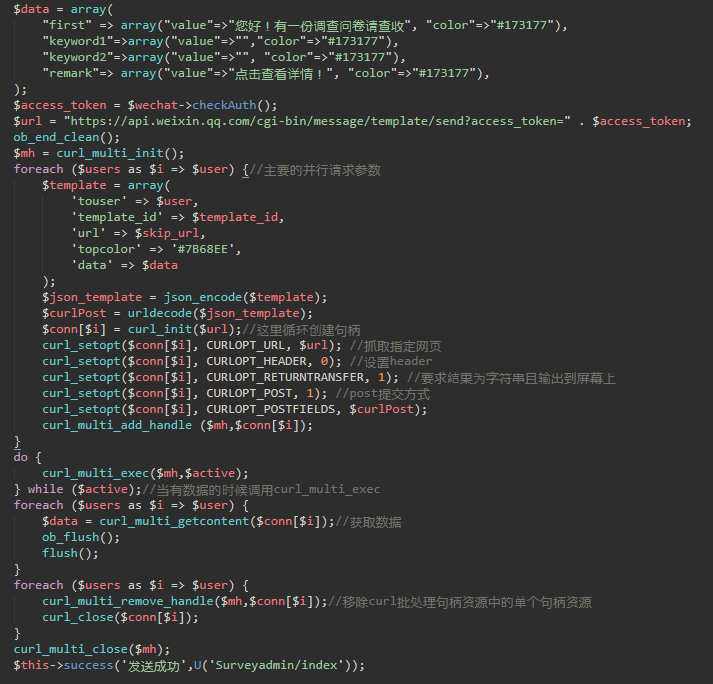 $data = array(
"first" => array("value"=>"您好！有一份调查问卷请查收", "color"=>"#173177"),
"keyword1"=>array("value"=>"","color"=>"#173177"),
"keyword2"=>array("value"=>"", "color"=>"#173177"),
"remark"=> array("value"=>"点击查看详情！", "color"=>"#173177"),
);
$access_token = $wechat->checkAuth();
$url = "https://api.weixin.qq.com/cgi-bin/message/template/send?access_token=" . $access_token;
ob_end_clean();
$mh = curl_multi_init();
foreach ($users as $i => $user) {//主要的并行请求参数
$template = array(
'touser' => $user,
'template_id' => $template_id,
'url' => $skip_url,
'topcolor' => '#7B68EE',
'data' => $data
);
$json_template = json_encode($template);
$curlPost = urldecode($json_template);
$conn[$i] = curl_init($url);//这里循环创建句柄
curl_setopt($conn[$i], CURLOPT_URL, $url); //抓取指定网页
curl_setopt($conn[$i], CURLOPT_HEADER, 0); //设置header
curl_setopt($conn[$i], CURLOPT_RETURNTRANSFER, 1); //要求结果为字符串且输出到屏幕上
curl_setopt($conn[$i], CURLOPT_POST, 1); //post提交方式
curl_setopt($conn[$i], CURLOPT_POSTFIELDS, $curlPost);
curl_multi_add_handle ($mh,$conn[$i]);
}
do {
curl_multi_exec($mh,$active);
} while ($active);//当有数据的时候调用curl_multi_exec
foreach ($users as $i => $user) {
$data = curl_multi_getcontent($conn[$i]);//获取数据
ob_flush();
flush();
}
foreach ($users as $i => $user) {
curl_multi_remove_handle($mh,$conn[$i]);//移除curl批处理句柄资源中的单个句柄资源
curl_close($conn[$i]);
}
curl_multi_close($mh);
$this->success('发送成功',U('Surveyadmin/index'));